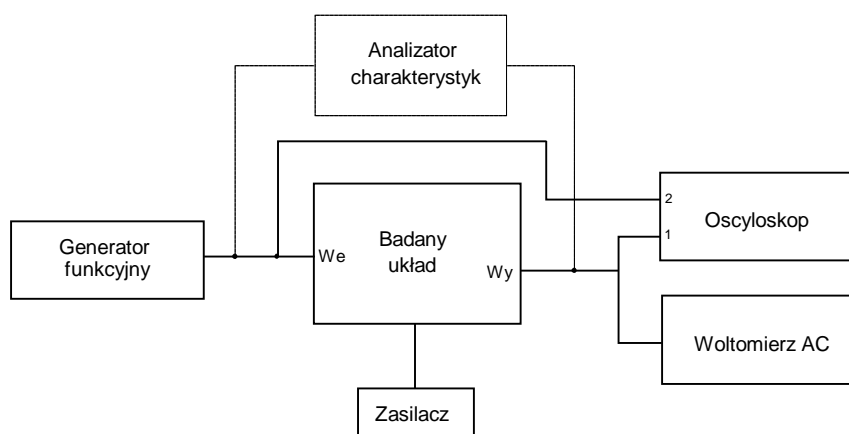 Analizator
charakterystyk
2
Oscyloskop
1
Generator
funkcyjny
We
Badany
układ
Wy
Woltomierz AC
Zasilacz